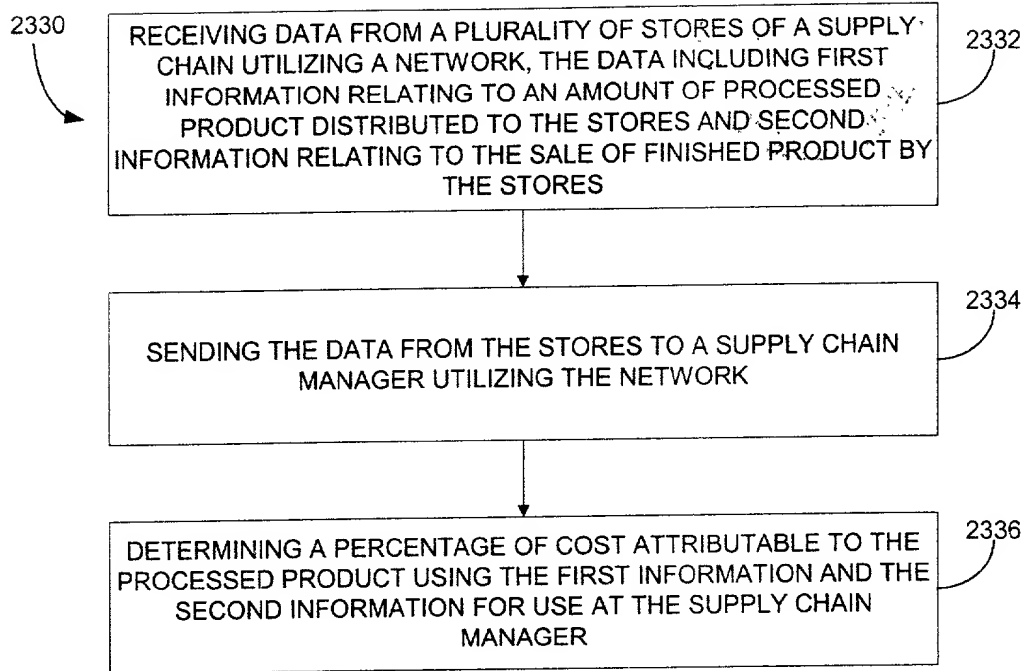 2330
RECEIVING DATA FROM A PLURALITY OF STORES OF A SUPPLY
CHAIN UTILIZING A NETWORK, THE DATA INCLUDING FIRST
INFORMATION RELATING TO AN AMOUNT OF PROCESSED
PRODUCT DISTRIBUTED TO THE STORES AND SECOND
INFORMATION RELATING TO THE SALE OF FINISHED PRODUCT BY
THE STORES
2332
SENDING THE DATA FROM THE STORES TO A SUPPLY CHAIN
MANAGER UTILIZING THE NETWORK
2334
DETERMINING A PERCENTAGE OF COST ATTRIBUTABLE TO THE
PROCESSED PRODUCT USING THE FIRST INFORMATION AND THE
SECOND INFORMATION FOR USE AT THE SUPPLY CHAIN
MANAGER
2336